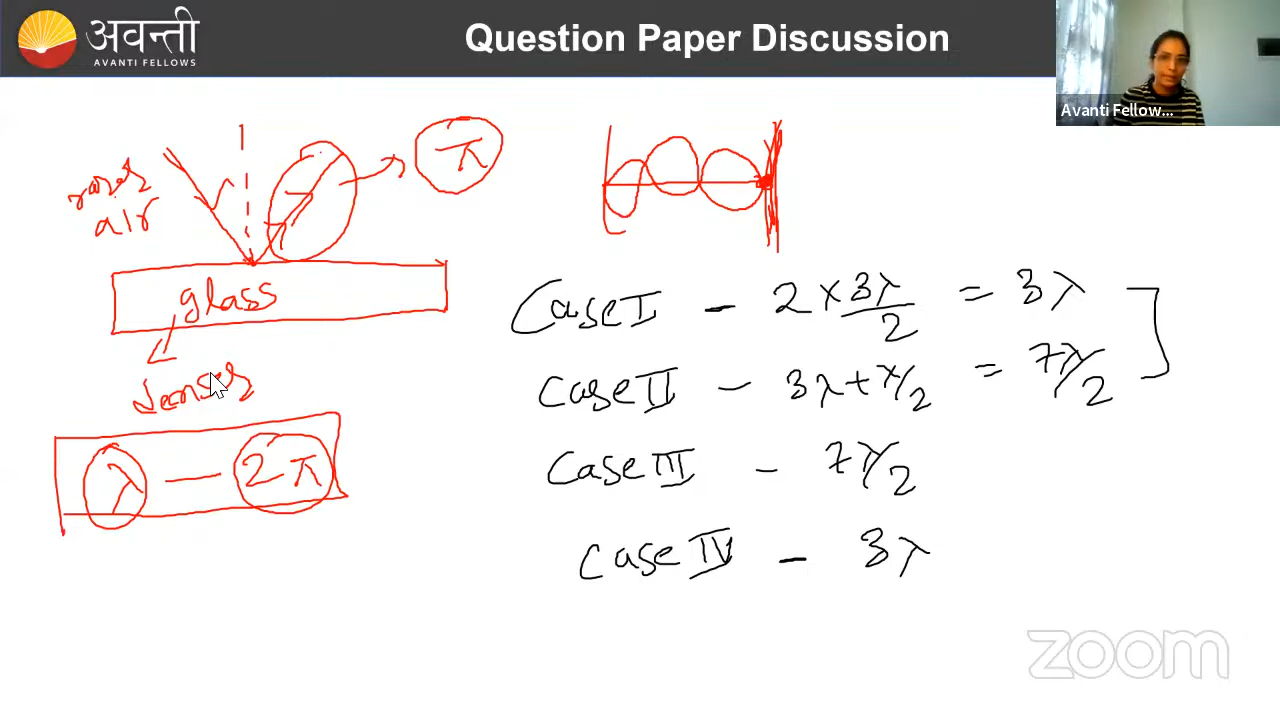 अवन्ती
AVANTI FELLOWS
Question Paper Discussion
Avanti Fellow...
rarer
air
π
glass
denser
λ — 2π
Case I - 2 × 3λ/2 = 3λ
Case II - 3λ + λ/2 = 7λ/2
Case III - 7λ/2
Case IV - 3λ
zoom